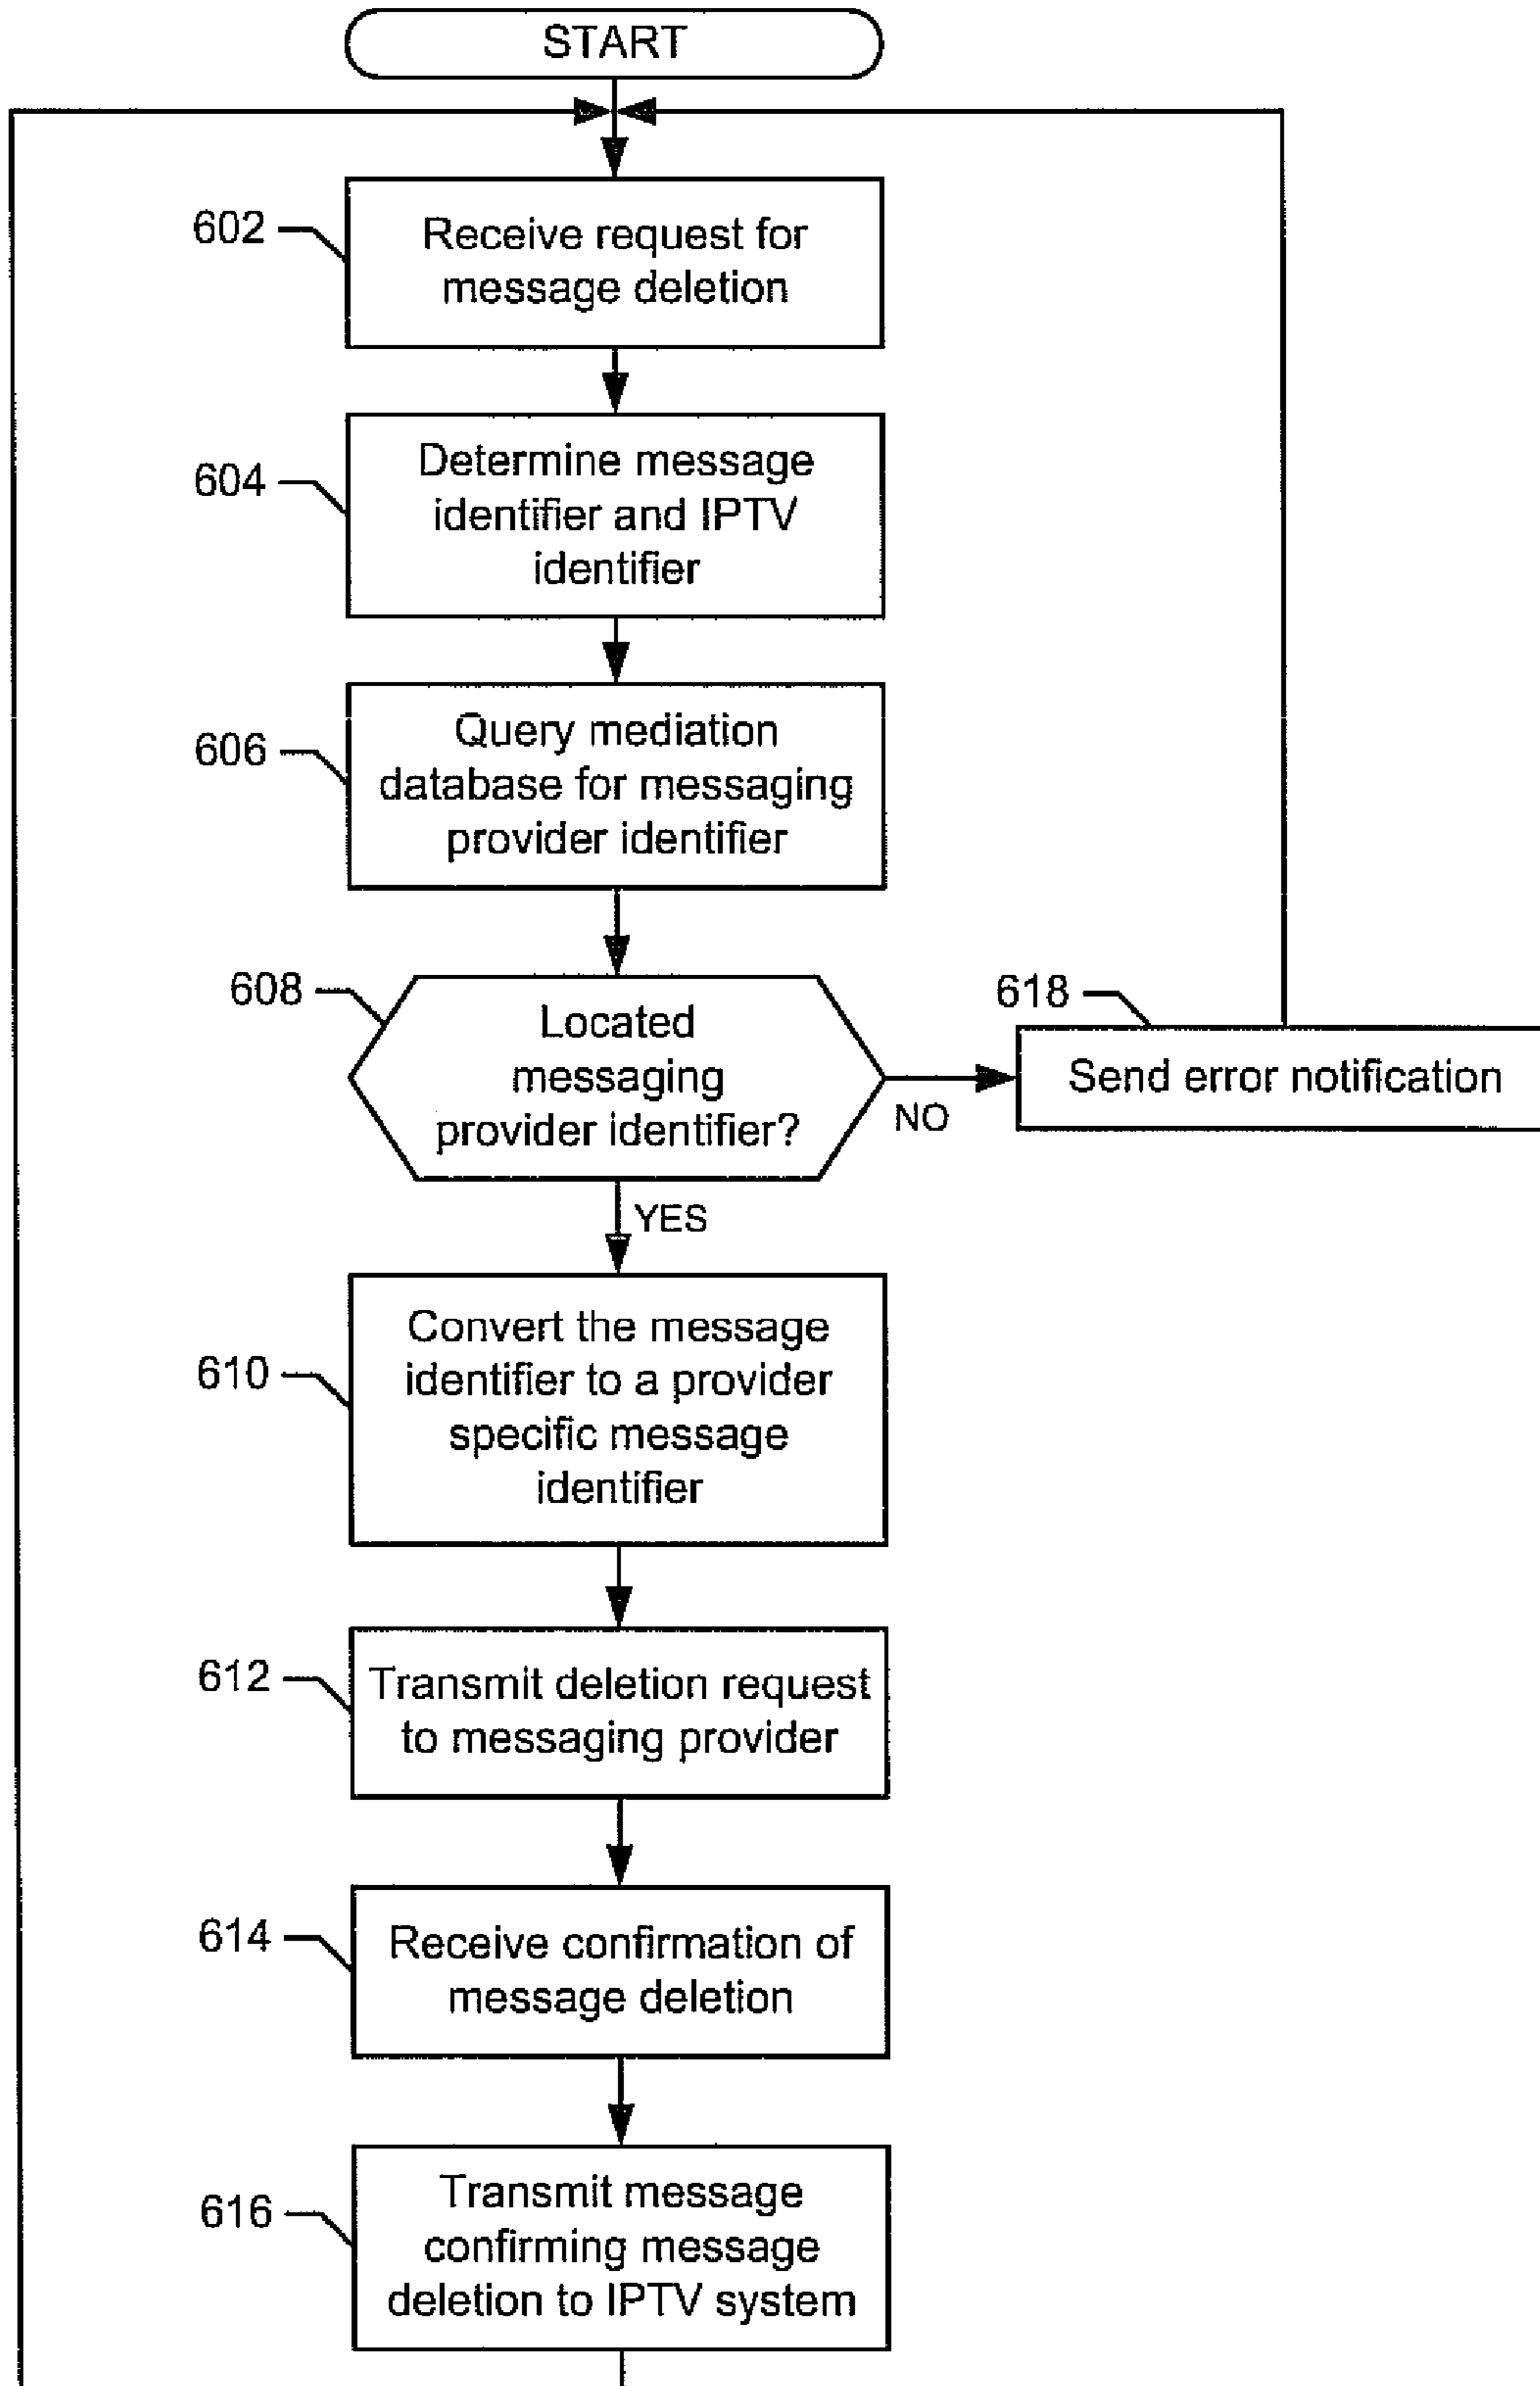 START
602
Receive request for
message deletion
604
Determine message
identifier and IPTV
identifier
606
Query mediation
database for messaging
provider identifier
608
Located
messaging
provider identifier?
NO
618
Send error notification
YES
610
Convert the message
identifier to a provider
specific message
identifier
612
Transmit deletion request
to messaging provider
614
Receive confirmation of
message deletion
616
Transmit message
confirming message
deletion to IPTV system